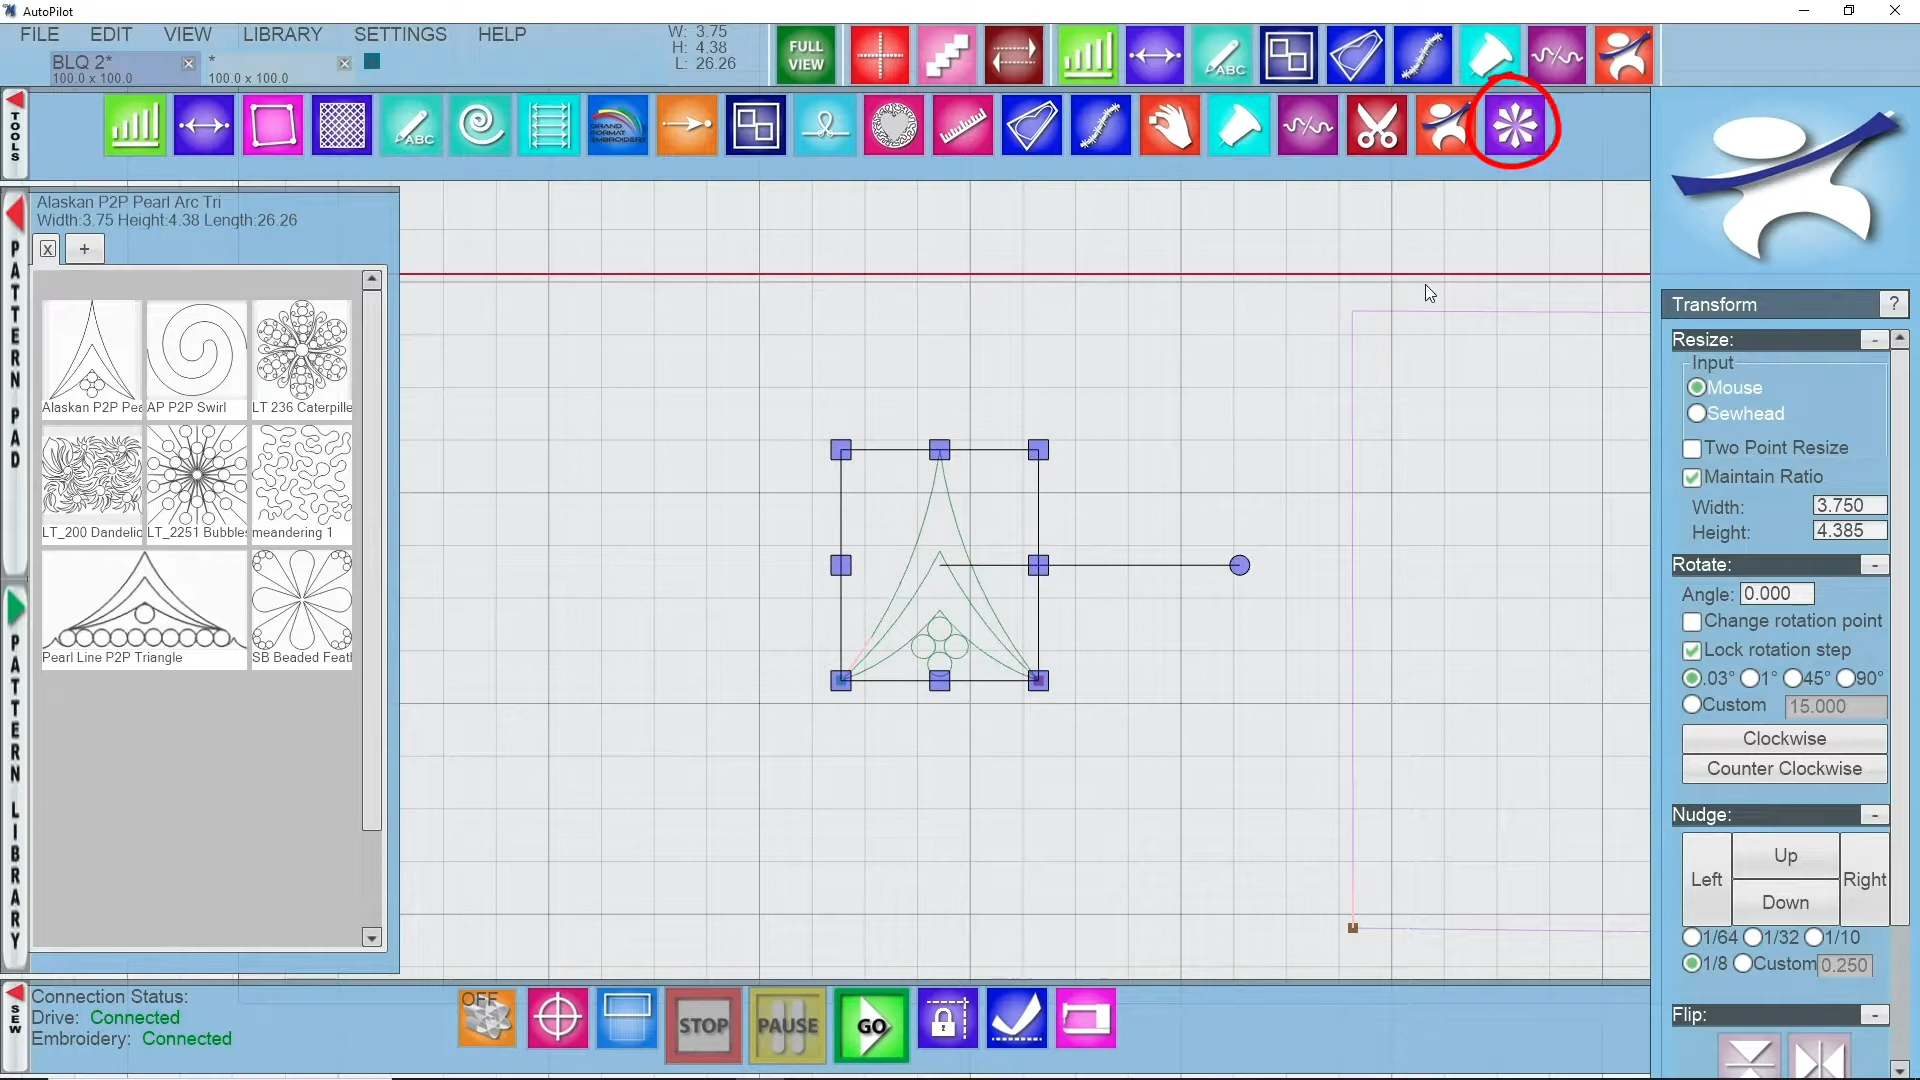 AutoPilot
FILE EDIT VIEW LIBRARY SETTINGS HELP
W: 3.75
H: 4.38
L: 26.26
BLQ 2*
100.0 x 100.0
*
100.0 x 100.0
FULL VIEW
ABC
TOOLS
ABC
GRAND FORMAT EMBROIDERY
Alaskan P2P Pearl Arc Tri
Width:3.75 Height:4.38 Length:26.26
X +
PATTERN PAD
Alaskan P2P Pea AP P2P Swirl LT 236 Caterpille
LT_200 Dandelic LT_2251 Bubble meandering 1
Pearl Line P2P Triangle SB Beaded Feat
PATTERN LIBRARY
Transform ?
Resize: -
Input
Mouse
Sewhead
Two Point Resize
Maintain Ratio
Width: 3.750
Height: 4.385
Rotate: -
Angle: 0.000
Change rotation point
Lock rotation step
.03° 1° 45° 90°
Custom 15.000
Clockwise
Counter Clockwise
Nudge: -
Up
Left Right
Down
1/64 1/32 1/10
1/8 Custom 0.250
Flip: -
SEW
Connection Status:
Drive: Connected
Embroidery: Connected
OFF
STOP
PAUSE
GO